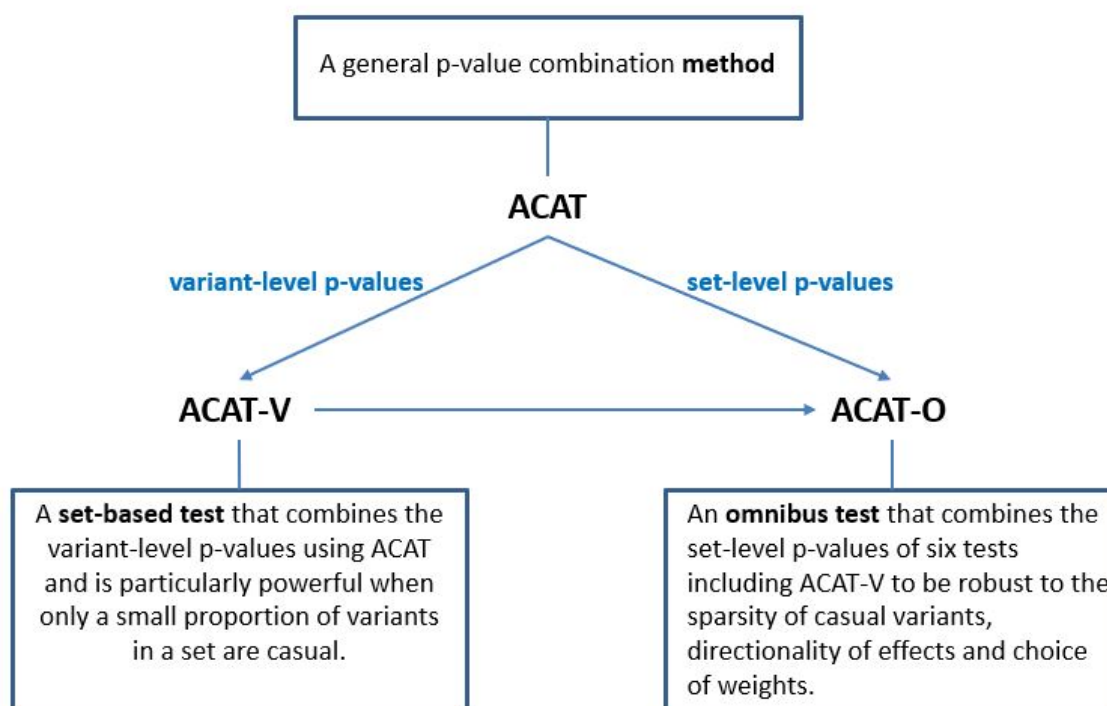 A general p-value combination method
ACAT
variant-level p-values
set-level p-values
ACAT-V
ACAT-O
A set-based test that combines the
variant-level p-values using ACAT
and is particularly powerful when
only a small proportion of variants
in a set are casual.
An omnibus test that combines the
set-level p-values of six tests
including ACAT-V to be robust to the
sparsity of casual variants,
directionality of effects and choice
of weights.